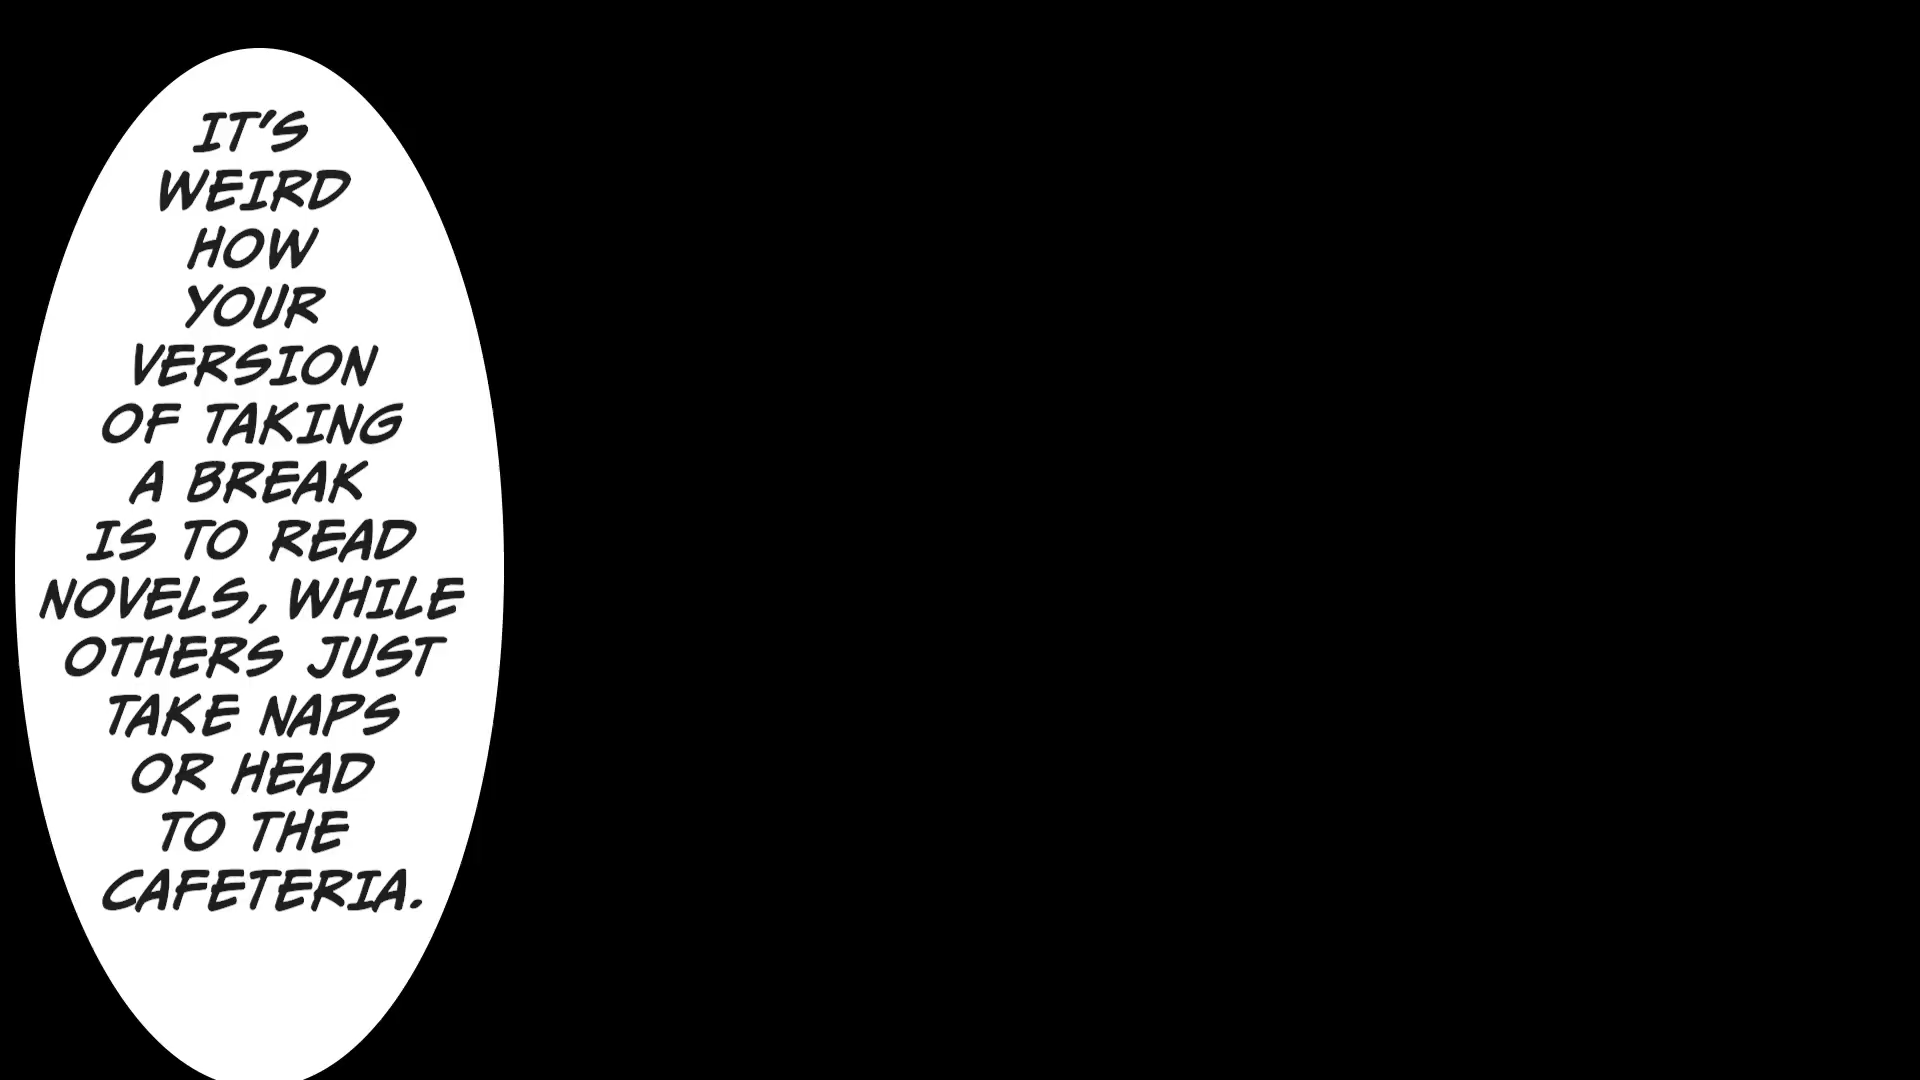 IT'S
WEIRD
HOW
YOUR
VERSION
OF TAKING
A BREAK
IS TO READ
NOVELS, WHILE
OTHERS JUST
TAKE NAPS
OR HEAD
TO THE
CAFETERIA.